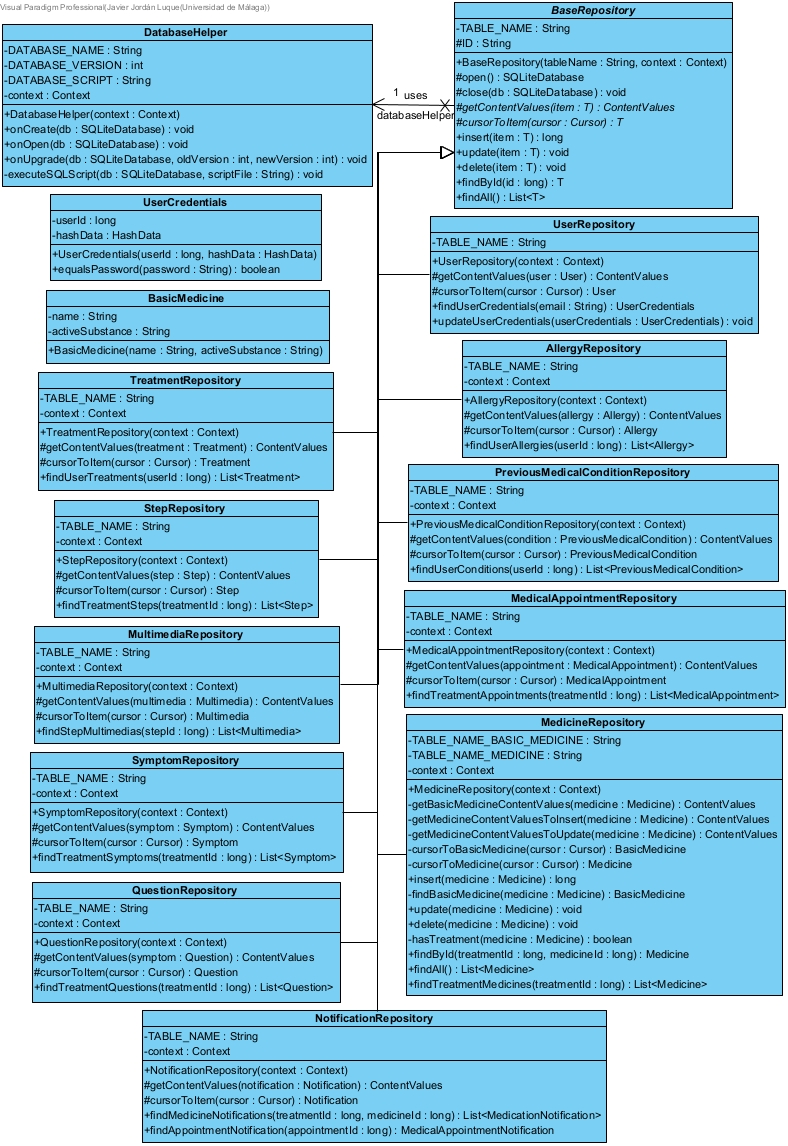 Visual Paradigm Professional(Javier Jordán Luque(Universidad de Málaga))
DatabaseHelper
-DATABASE_NAME : String
-DATABASE_VERSION : int
-DATABASE_SCRIPT : String
-context : Context
+DatabaseHelper(context : Context)
+onCreate(db : SQLiteDatabase) : void
+onOpen(db : SQLiteDatabase) : void
+onUpgrade(db : SQLiteDatabase, oldVersion : int, newVersion : int) : void
-executeSQLScript(db : SQLiteDatabase, scriptFile : String) : void
1 uses
databaseHelper
BaseRepository
-TABLE_NAME : String
#ID : String
+BaseRepository(tableName : String, context : Context)
#open() : SQLiteDatabase
#close(db : SQLiteDatabase) : void
#getContentValues(item : T) : ContentValues
#cursorToItem(cursor : Cursor) : T
+insert(item : T) : long
+update(item : T) : void
+delete(item : T) : void
+findById(id : long) : T
+findAll() : List<T>
UserCredentials
-userId : long
-hashData : HashData
+UserCredentials(userId : long, hashData : HashData)
+equalsPassword(password : String) : boolean
UserRepository
-TABLE_NAME : String
+UserRepository(context : Context)
#getContentValues(user : User) : ContentValues
#cursorToItem(cursor : Cursor) : User
+findUserCredentials(email : String) : UserCredentials
+updateUserCredentials(userCredentials : UserCredentials) : void
BasicMedicine
-name : String
-activeSubstance : String
+BasicMedicine(name : String, activeSubstance : String)
AllergyRepository
-TABLE_NAME : String
-context : Context
+AllergyRepository(context : Context)
#getContentValues(allergy : Allergy) : ContentValues
#cursorToItem(cursor : Cursor) : Allergy
+findUserAllergies(userId : long) : List<Allergy>
TreatmentRepository
-TABLE_NAME : String
-context : Context
+TreatmentRepository(context : Context)
#getContentValues(treatment : Treatment) : ContentValues
#cursorToItem(cursor : Cursor) : Treatment
+findUserTreatments(userId : long) : List<Treatment>
PreviousMedicalConditionRepository
-TABLE_NAME : String
-context : Context
+PreviousMedicalConditionRepository(context : Context)
#getContentValues(condition : PreviousMedicalCondition) : ContentValues
#cursorToItem(cursor : Cursor) : PreviousMedicalCondition
+findUserConditions(userId : long) : List<PreviousMedicalCondition>
StepRepository
-TABLE_NAME : String
-context : Context
+StepRepository(context : Context)
#getContentValues(step : Step) : ContentValues
#cursorToItem(cursor : Cursor) : Step
+findTreatmentSteps(treatmentId : long) : List<Step>
MedicalAppointmentRepository
-TABLE_NAME : String
-context : Context
+MedicalAppointmentRepository(context : Context)
#getContentValues(appointment : MedicalAppointment) : ContentValues
#cursorToItem(cursor : Cursor) : MedicalAppointment
+findTreatmentAppointments(treatmentId : long) : List<MedicalAppointment>
MultimediaRepository
-TABLE_NAME : String
-context : Context
+MultimediaRepository(context : Context)
#getContentValues(multimedia : Multimedia) : ContentValues
#cursorToItem(cursor : Cursor) : Multimedia
+findStepMultimedias(stepId : long) : List<Multimedia>
MedicineRepository
-TABLE_NAME_BASIC_MEDICINE : String
-TABLE_NAME_MEDICINE : String
-context : Context
+MedicineRepository(context : Context)
-getBasicMedicineContentValues(medicine : Medicine) : ContentValues
-getMedicineContentValuesToInsert(medicine : Medicine) : ContentValues
-getMedicineContentValuesToUpdate(medicine : Medicine) : ContentValues
-cursorToBasicMedicine(cursor : Cursor) : BasicMedicine
-cursorToMedicine(cursor : Cursor) : Medicine
+insert(medicine : Medicine) : long
-findBasicMedicine(medicine : Medicine) : BasicMedicine
+update(medicine : Medicine) : void
+delete(medicine : Medicine) : void
-hasTreatment(medicine : Medicine) : boolean
+findById(treatmentId : long, medicineId : long) : Medicine
+findAll() : List<Medicine>
+findTreatmentMedicines(treatmentId : long) : List<Medicine>
SymptomRepository
-TABLE_NAME : String
-context : Context
+SymptomRepository(context : Context)
#getContentValues(symptom : Symptom) : ContentValues
#cursorToItem(cursor : Cursor) : Symptom
+findTreatmentSymptoms(treatmentId : long) : List<Symptom>
QuestionRepository
-TABLE_NAME : String
-context : Context
+QuestionRepository(context : Context)
#getContentValues(symptom : Question) : ContentValues
#cursorToItem(cursor : Cursor) : Question
+findTreatmentQuestions(treatmentId : long) : List<Question>
NotificationRepository
-TABLE_NAME : String
-context : Context
+NotificationRepository(context : Context)
#getContentValues(notification : Notification) : ContentValues
#cursorToItem(cursor : Cursor) : Notification
+findMedicineNotifications(treatmentId : long, medicineId : long) : List<MedicationNotification>
+findAppointmentNotification(appointmentId : long) : MedicalAppointmentNotification